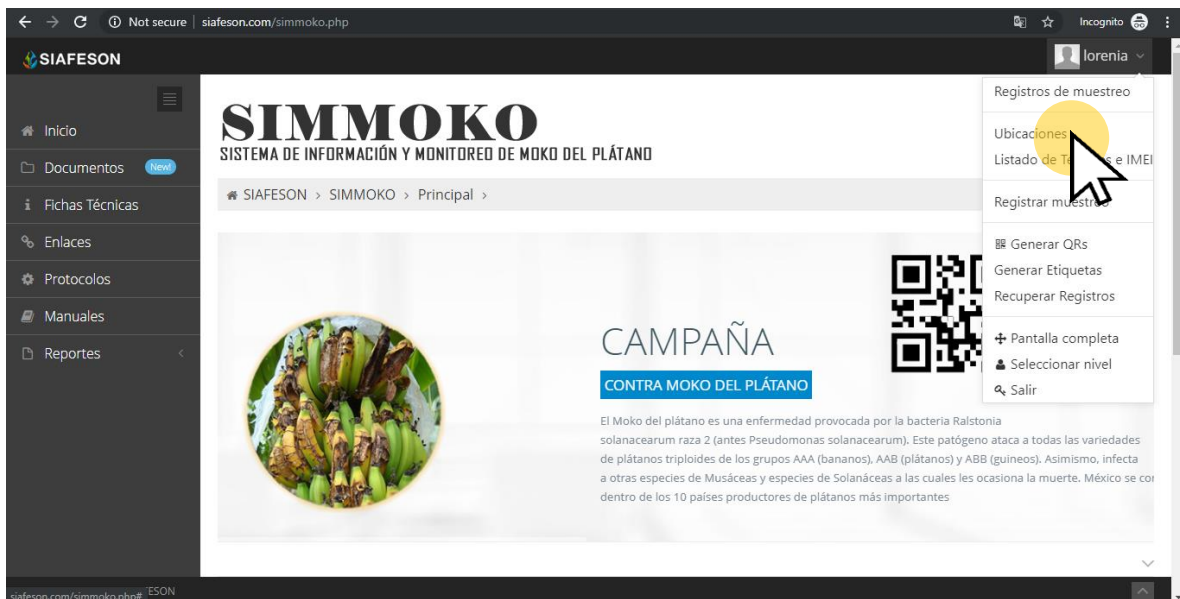 Not secure | siafeson.com/simmoko.php
Incognito
SIAFESON
lorenia
Inicio
Documentos New!
Fichas Técnicas
Enlaces
Protocolos
Manuales
Reportes
SIMMOKO
SISTEMA DE INFORMACIÓN Y MONITOREO DE MOKO DEL PLÁTANO
SIAFESON > SIMMOKO > Principal >
Registros de muestreo
Ubicaciones
Listado de e IMEI
Registrar muestreo
Generar QRs
Generar Etiquetas
Recuperar Registros
Pantalla completa
Seleccionar nivel
Salir
CAMPAÑA
CONTRA MOKO DEL PLÁTANO
El Moko del plátano es una enfermedad provocada por la bacteria Ralstonia
solanacearum raza 2 (antes Pseudomonas solanacearum). Este patógeno ataca a todas las variedades
de plátanos triploides de los grupos AAA (bananos), AAB (plátanos) y ABB (guineos). Asimismo, infecta
a otras especies de Musáceas y especies de Solanáceas a las cuales les ocasiona la muerte. México se
dentro de los 10 países productores de plátanos más importantes
siafeson.com/simmoko.php#